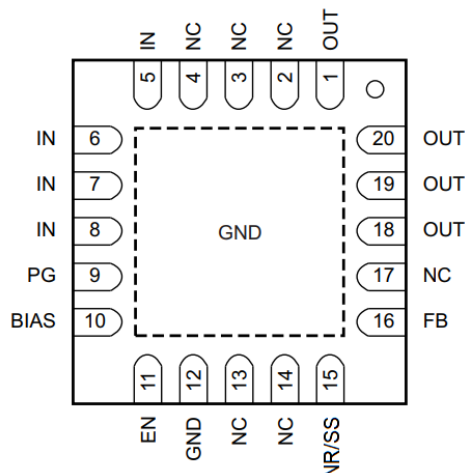 IN NC NC NC OUT
5 4 3 2 1
IN 6 20 OUT
IN 7 19 OUT
IN 8 GND 18 OUT
PG 9 17 NC
BIAS 10 16 FB
11 12 13 14 15
EN GND NC NC NR/SS